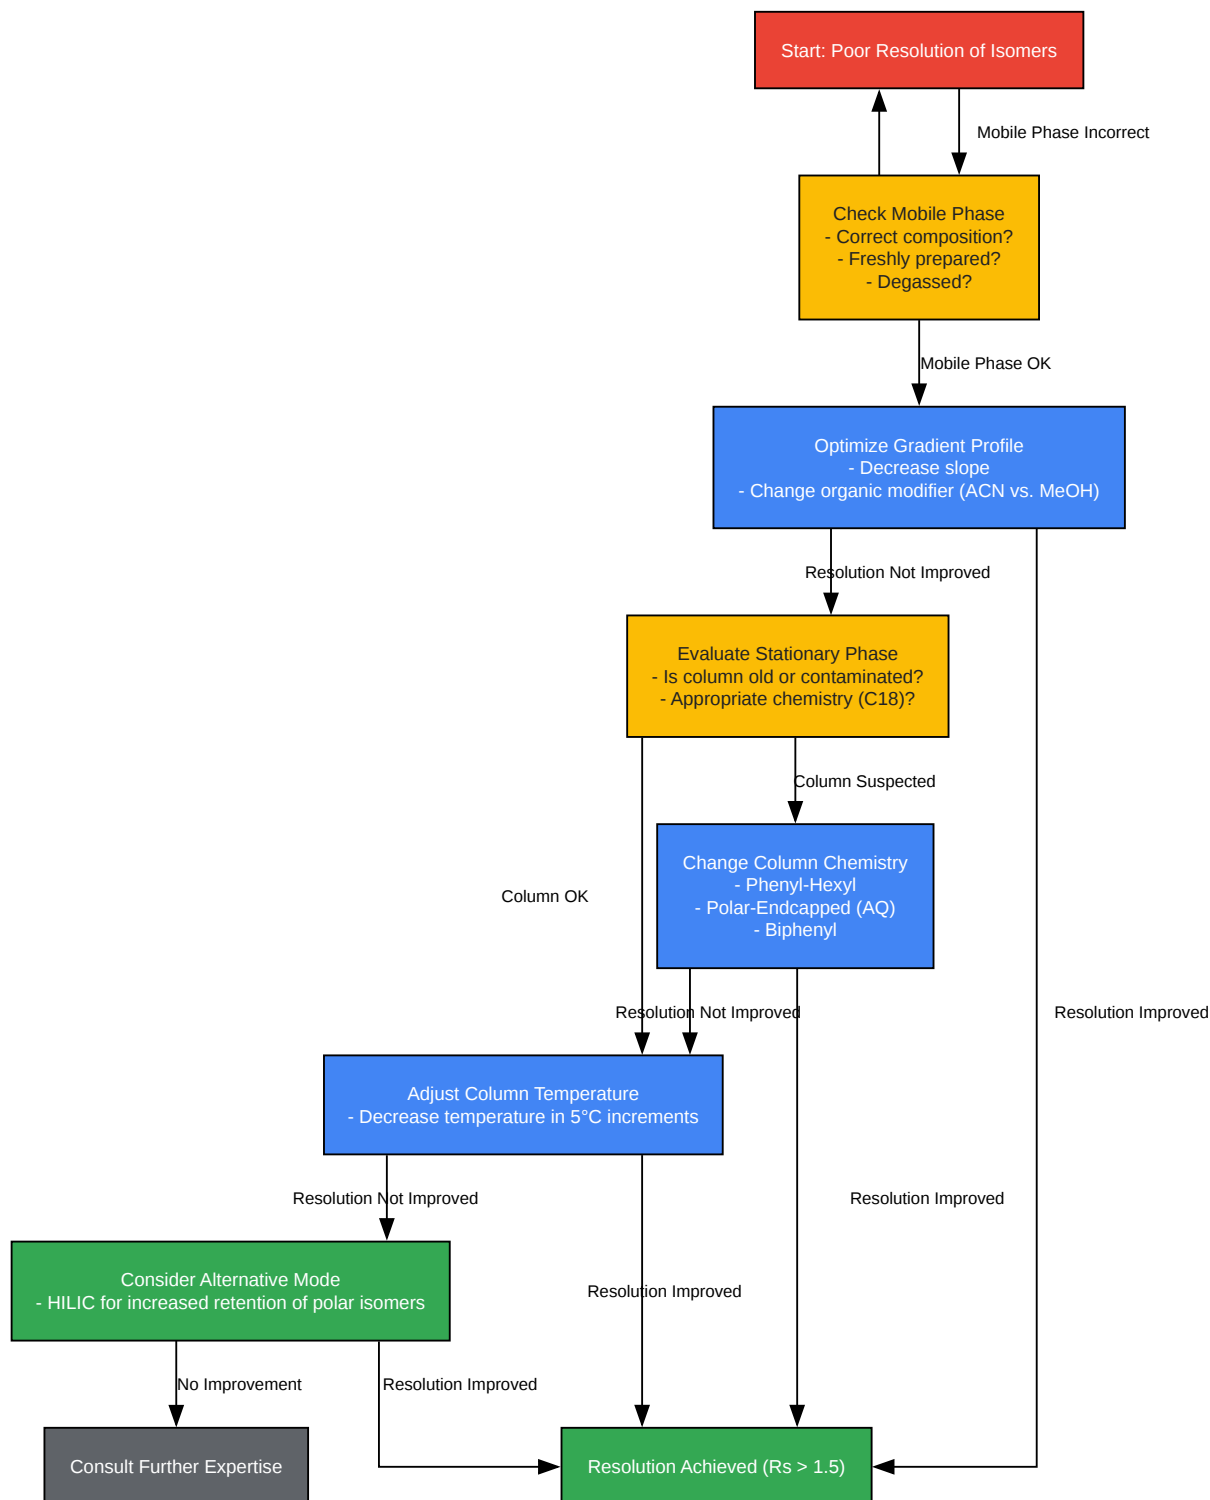 Start: Poor Resolution of Isomers
Mobile Phase Incorrect
Check Mobile Phase
- Correct composition?
- Freshly prepared?
- Degassed?
Mobile Phase OK
Optimize Gradient Profile
- Decrease slope
- Change organic modifier (ACN vs. MeOH)
Resolution Not Improved
Evaluate Stationary Phase
- Is column old or contaminated?
- Appropriate chemistry (C18)?
Column Suspected
Change Column Chemistry
- Phenyl-Hexyl
- Polar-Endcapped (AQ)
- Biphenyl
Column OK
Resolution Not Improved
Resolution Improved
Adjust Column Temperature
- Decrease temperature in 5°C increments
Resolution Not Improved
Resolution Improved
Consider Alternative Mode
- HILIC for increased retention of polar isomers
Resolution Improved
No Improvement
Resolution Improved
Consult Further Expertise
Resolution Achieved (Rs > 1.5)